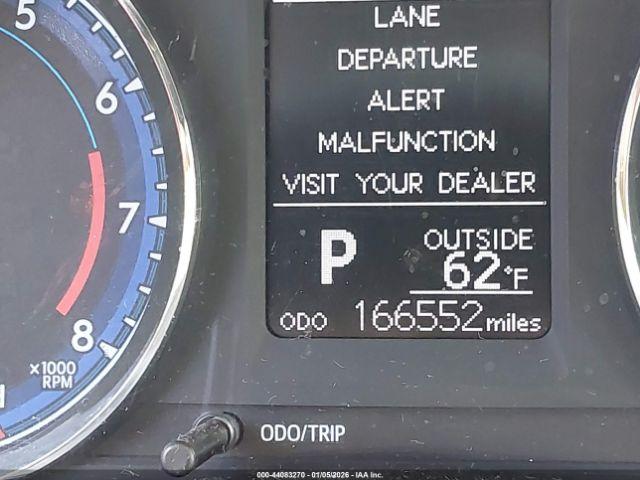 5
6
7
8
x1000
RPM
LANE
DEPARTURE
ALERT
MALFUNCTION
VISIT YOUR DEALER
P
OUTSIDE
62°F
ODO 166552 miles
ODO/TRIP
000-44083270 - 01/05/2026 - IAA Inc.